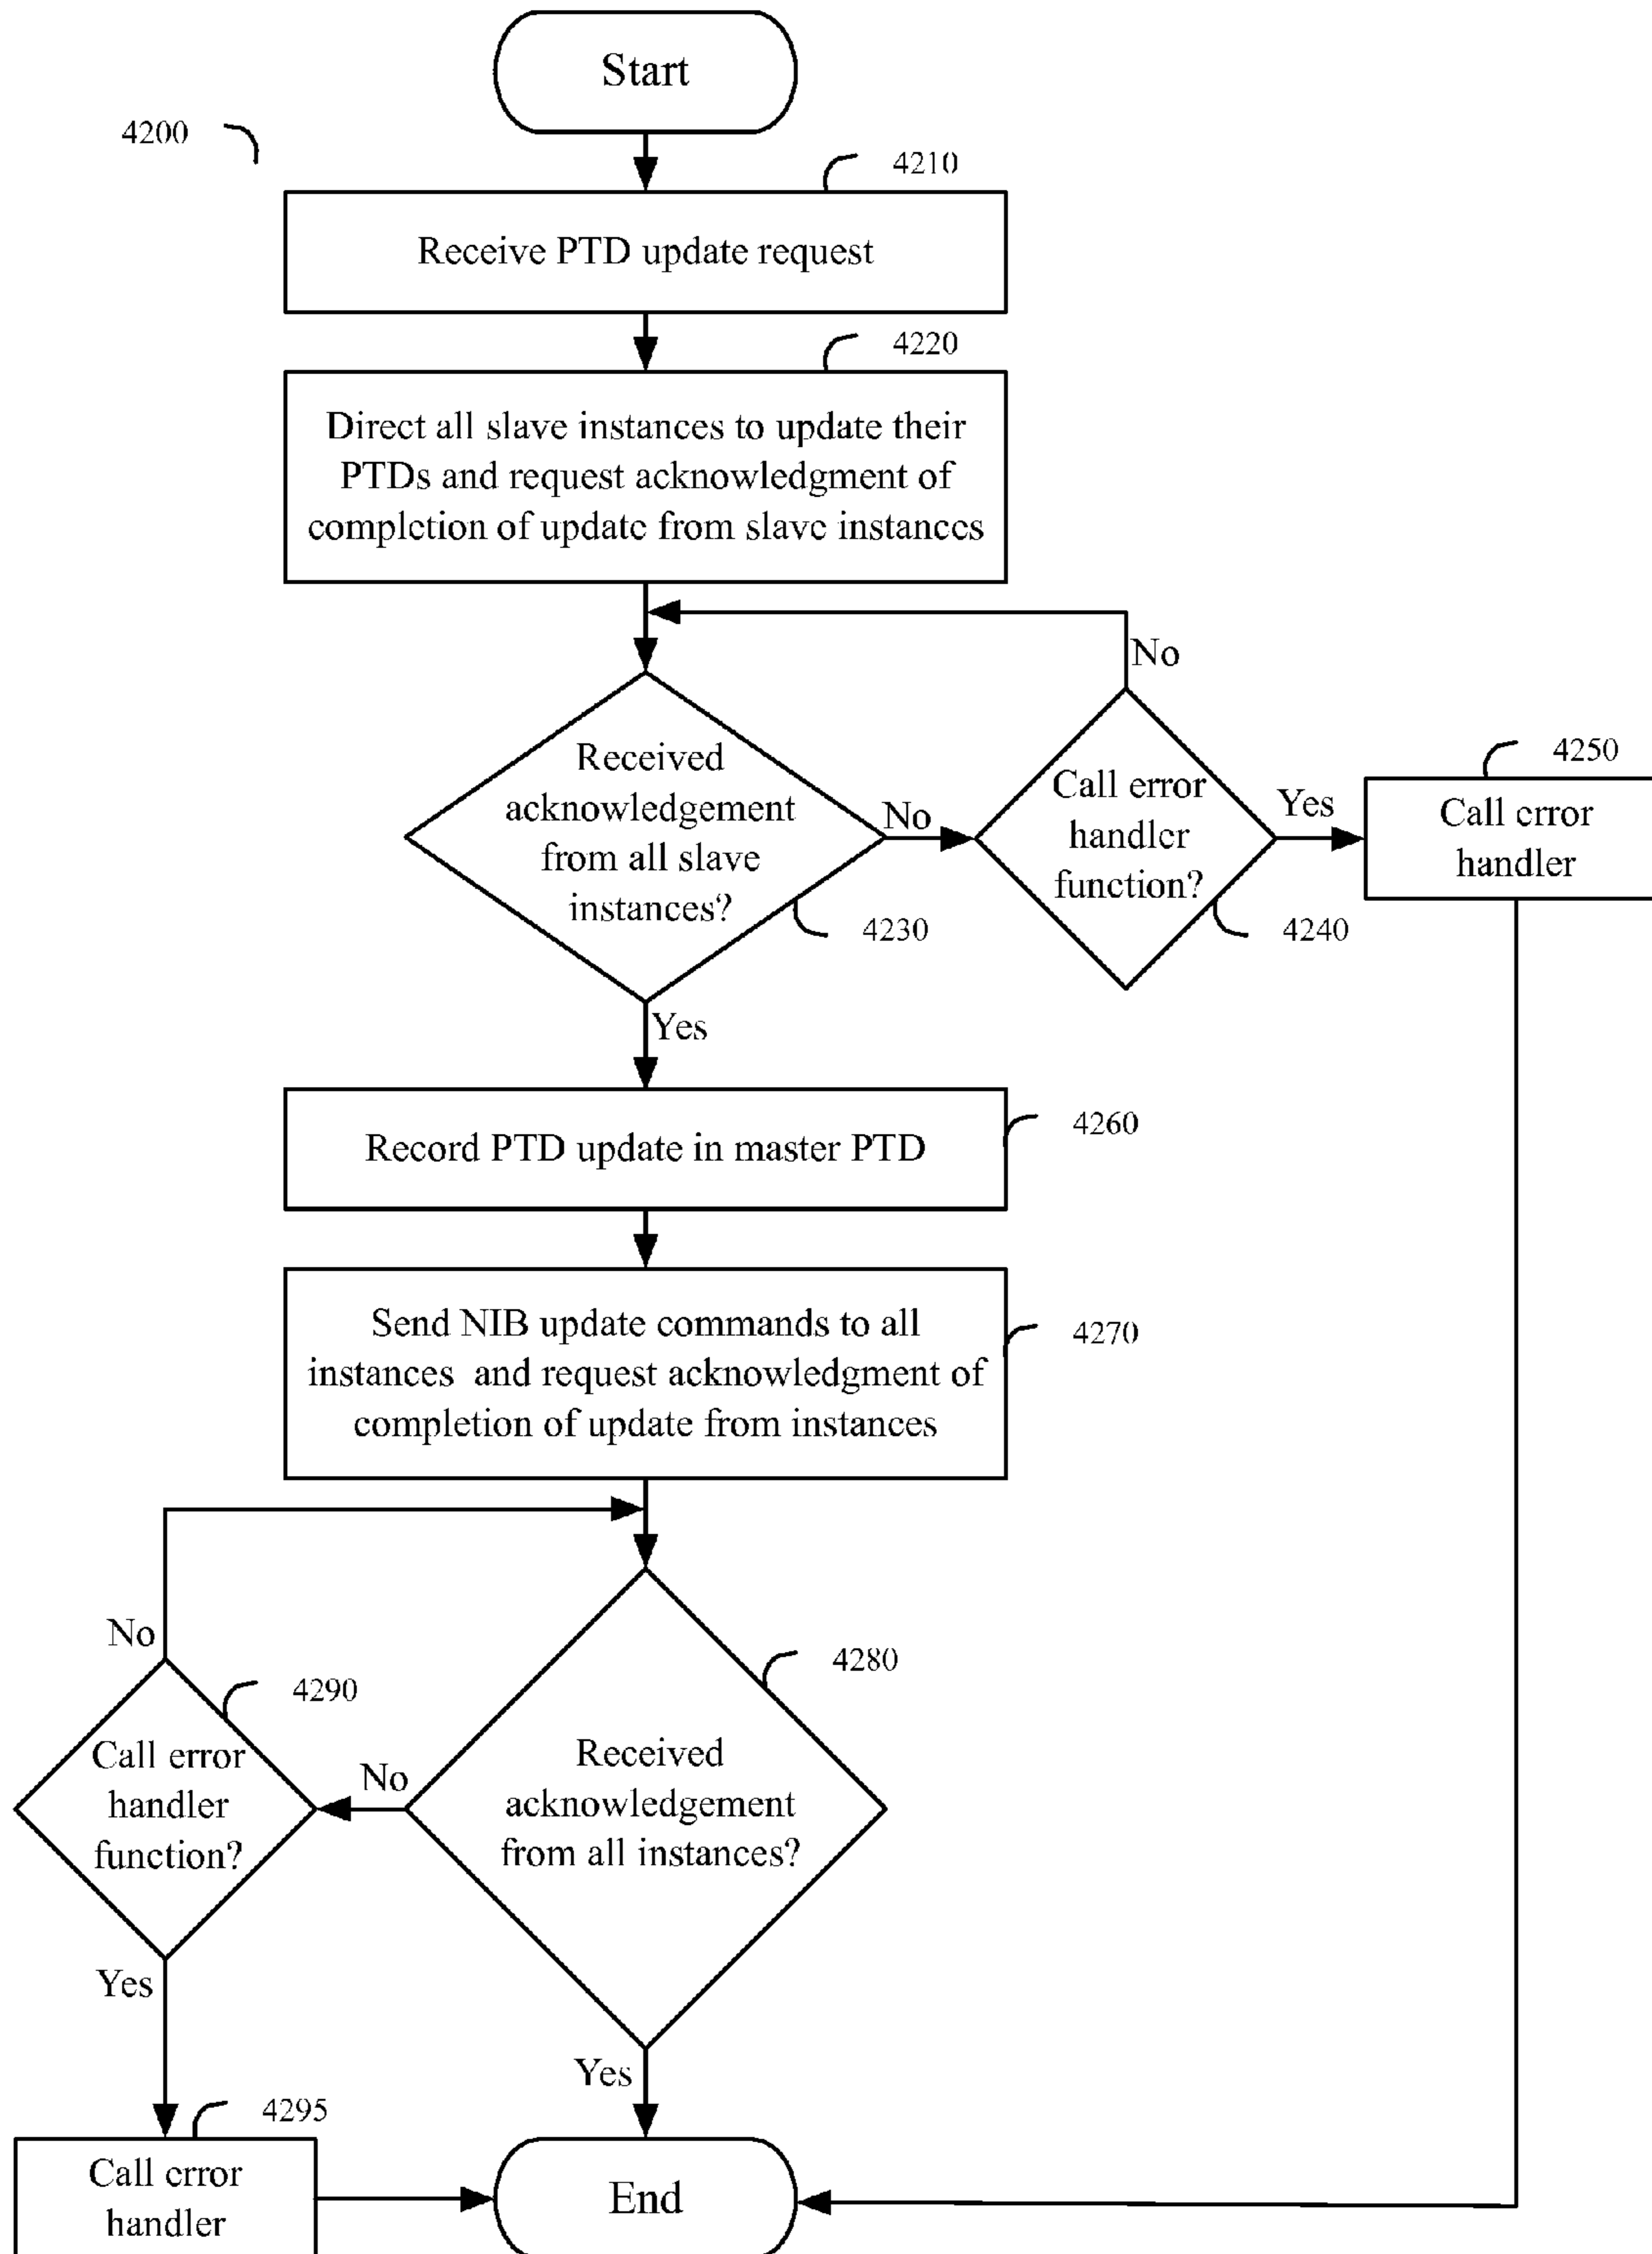 Start
4200
4210
Receive PTD update request
4220
Direct all slave instances to update their
PTDs and request acknowledgment of
completion of update from slave instances
No
Received
acknowledgement
from all slave
instances?
4230
No
Call error
handler
function?
4240
Yes
4250
Call error
handler
Yes
Record PTD update in master PTD
4260
Send NIB update commands to all
instances and request acknowledgment of
completion of update from instances
4270
No
4280
4290
Call error
handler
function?
No
Received
acknowledgement
from all instances?
Yes
Yes
4295
Call error
handler
End